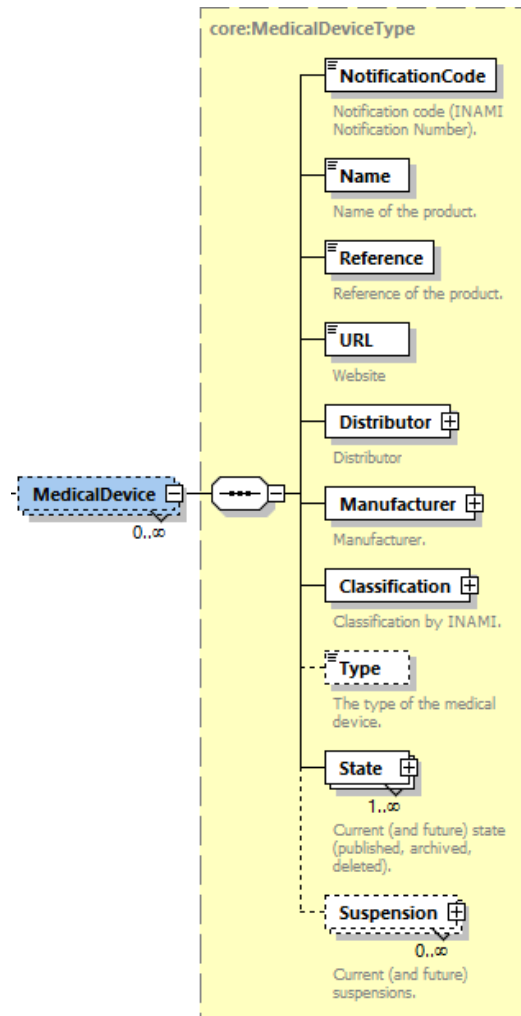 core:MedicalDeviceType
NotificationCode
Notification code (INAMI
Notification Number).
Name
Name of the product.
Reference
Reference of the product.
URL
Website
Distributor
Distributor
MedicalDevice
0..∞
Manufacturer
Manufacturer.
Classification
Classification by INAMI.
Type
The type of the medical
device.
State
1..∞
Current (and future) state
(published, archived,
deleted).
Suspension
0..∞
Current (and future)
suspensions.